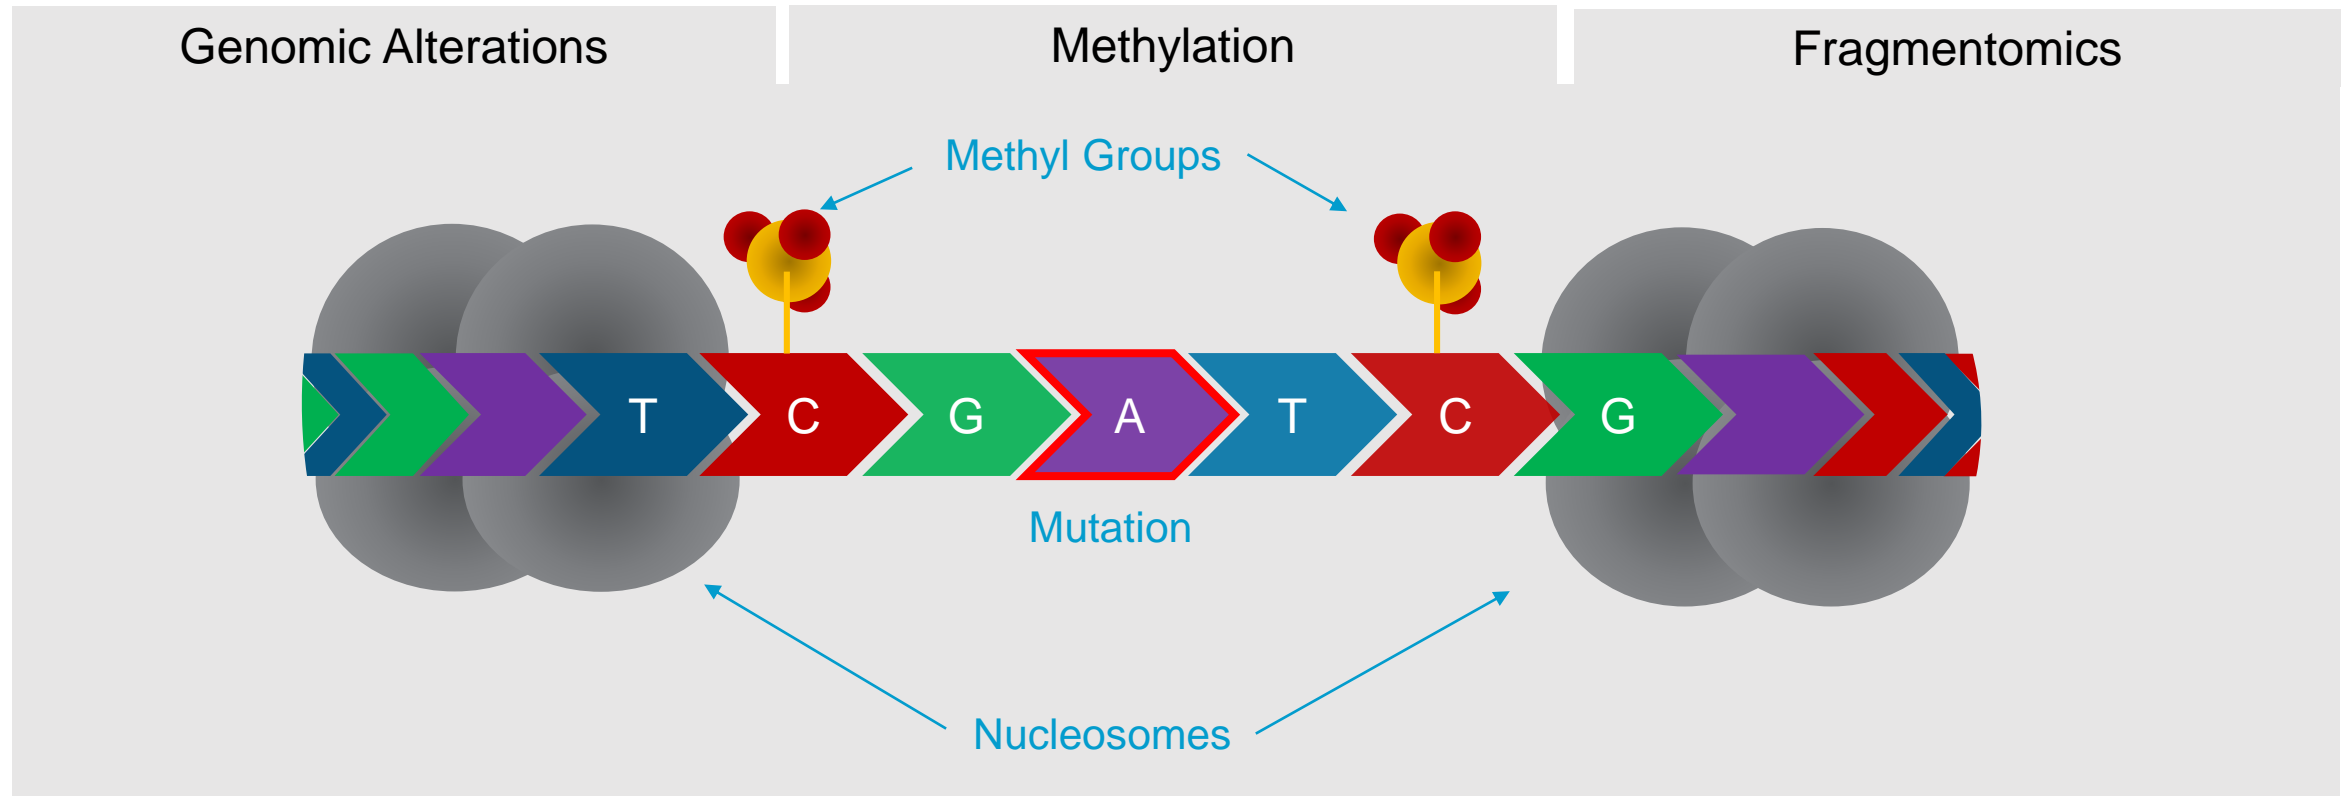 Genomic Alterations
Methylation
Fragmentomics
Methyl Groups
T C G A T C G
Mutation
Nucleosomes